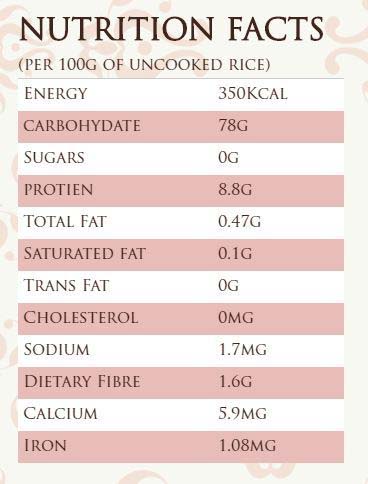 NUTRITION FACTS
(PER 100G OF UNCOOKED RICE)
ENERGY 350KCAL
CARBOHYDATE 78G
SUGARS 0G
PROTIEN 8.8G
TOTAL FAT 0.47G
SATURATED FAT 0.1G
TRANS FAT 0G
CHOLESTEROL 0MG
SODIUM 1.7MG
DIETARY FIBRE 1.6G
CALCIUM 5.9MG
IRON 1.08MG